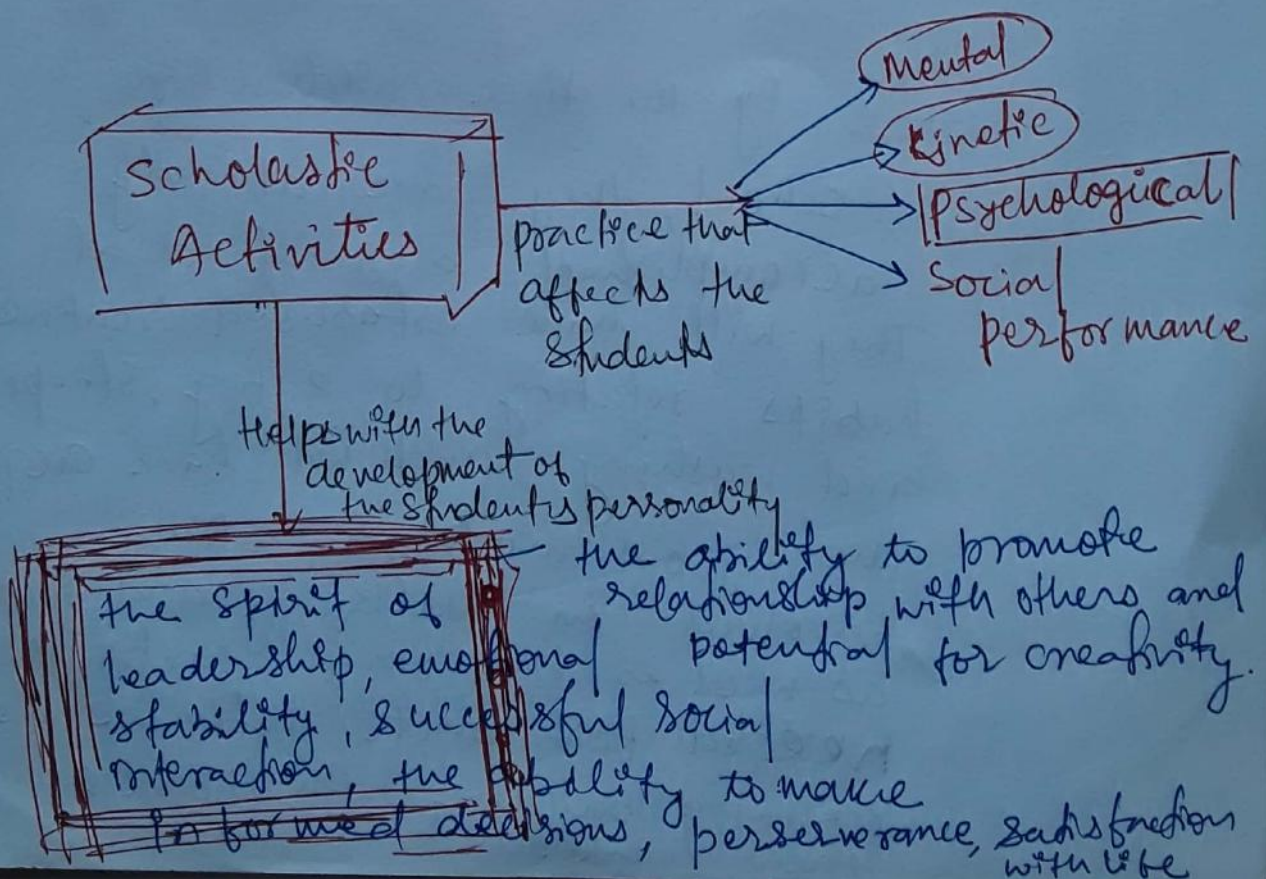 Scholastic
Activities
practice that
affects the
students
Mental
Kinetic
Psychological
Social
performance
Helps with the
development of
the student's personality
the spirit of
leadership, emotional
stability, successful social
interaction, the ability to make
informed decisions, perserverance, satisfaction
with life
the ability to promote
relationship with others and
potential for creativity.